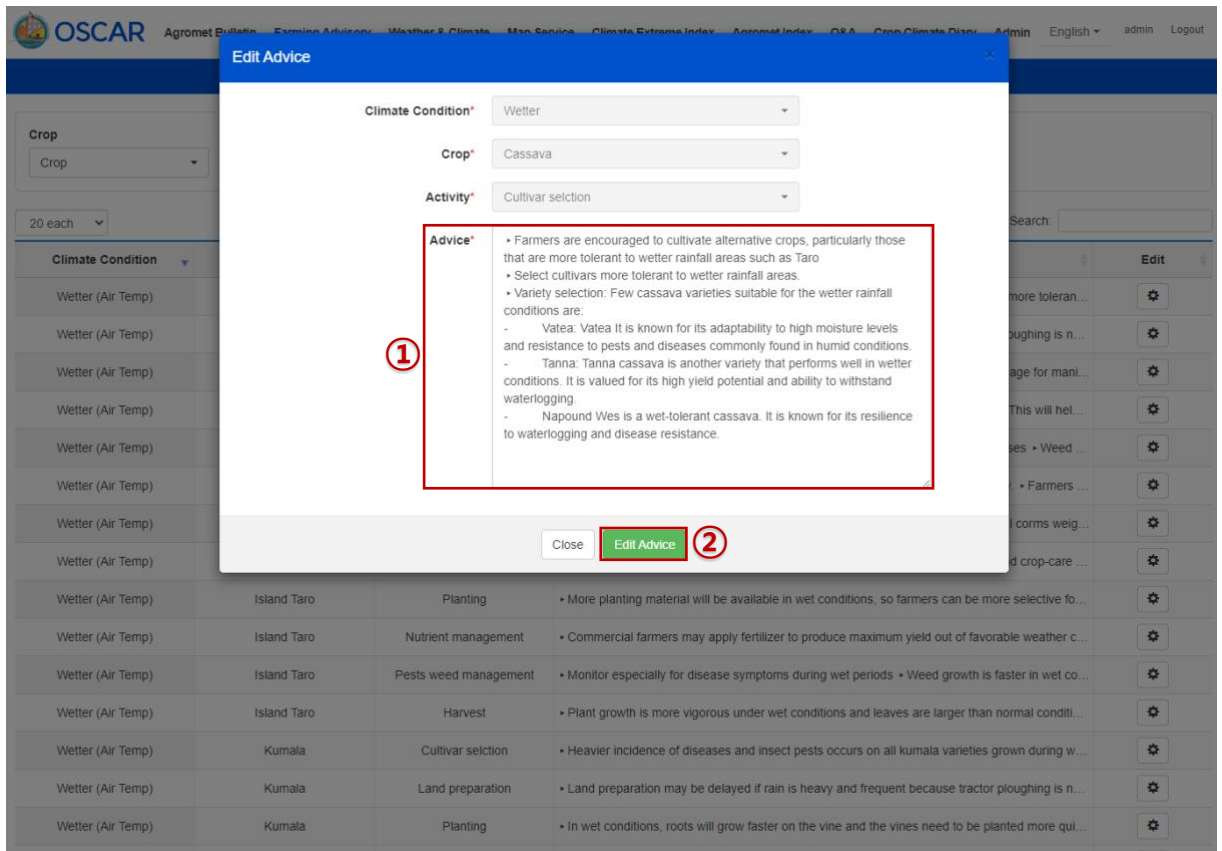 OSCAR Agromet Bulletin Farming Advisory Weather & Climate Map Service Climate Extreme Index Agromet Index Q&A Crop Climate Diary Admin English admin Logout
Edit Advice ×
Climate Condition* Wetter
Crop
Crop
Crop* Cassava
Activity* Cultivar selction
20 each
Search:
Advice* ‣ Farmers are encouraged to cultivate alternative crops, particularly those
that are more tolerant to wetter rainfall areas such as Taro
‣ Select cultivars more tolerant to wetter rainfall areas.
‣ Variety selection: Few cassava varieties suitable for the wetter rainfall
conditions are:
- Vatea: Vatea It is known for its adaptability to high moisture levels
and resistance to pests and diseases commonly found in humid conditions.
- Tanna: Tanna cassava is another variety that performs well in wetter
conditions. It is valued for its high yield potential and ability to withstand
waterlogging.
- Napound Wes is a wet-tolerant cassava. It is known for its resilience
to waterlogging and disease resistance.
①
Close Edit Advice ②
Climate Condition Edit
Wetter (Air Temp) more toleran...
Wetter (Air Temp) oughing is n...
Wetter (Air Temp) age for mani...
Wetter (Air Temp) This will hel...
Wetter (Air Temp) ses ‣ Weed ...
Wetter (Air Temp) . ‣ Farmers ...
Wetter (Air Temp) l corms weig...
Wetter (Air Temp) d crop-care ...
Wetter (Air Temp) Island Taro Planting ‣ More planting material will be available in wet conditions, so farmers can be more selective fo...
Wetter (Air Temp) Island Taro Nutrient management ‣ Commercial farmers may apply fertilizer to produce maximum yield out of favorable weather c...
Wetter (Air Temp) Island Taro Pests weed management ‣ Monitor especially for disease symptoms during wet periods ‣ Weed growth is faster in wet co...
Wetter (Air Temp) Island Taro Harvest ‣ Plant growth is more vigorous under wet conditions and leaves are larger than normal conditi...
Wetter (Air Temp) Kumala Cultivar selction ‣ Heavier incidence of diseases and insect pests occurs on all kumala varieties grown during w...
Wetter (Air Temp) Kumala Land preparation ‣ Land preparation may be delayed if rain is heavy and frequent because tractor ploughing is n...
Wetter (Air Temp) Kumala Planting ‣ In wet conditions, roots will grow faster on the vine and the vines need to be planted more qui...